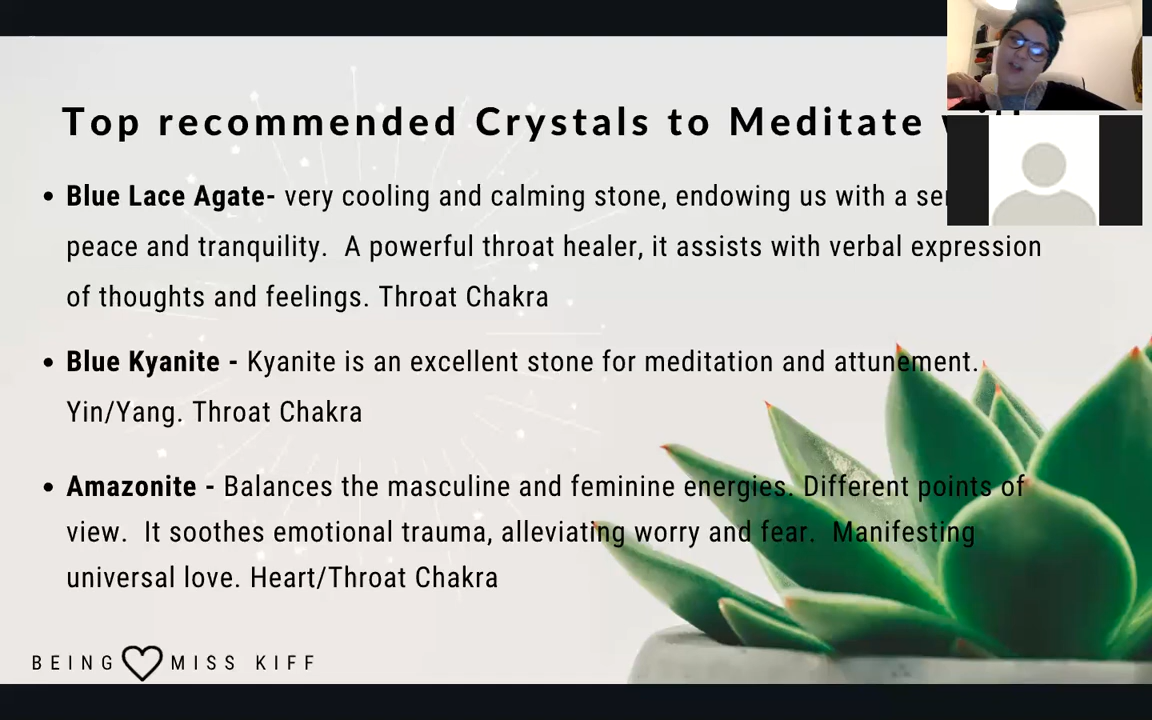 Top recommended Crystals to Meditate
Blue Lace Agate- very cooling and calming stone, endowing us with a
peace and tranquility. A powerful throat healer, it assists with verbal expression
of thoughts and feelings. Throat Chakra
Blue Kyanite - Kyanite is an excellent stone for meditation and attunement.
Yin/Yang. Throat Chakra
Amazonite - Balances the masculine and feminine energies. Different points of
view. It soothes emotional trauma, alleviating worry and fear. Manifesting
universal love. Heart/Throat Chakra
BEING MISS KIFF